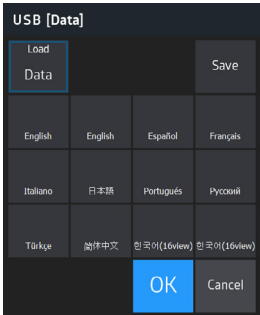 USB [Data]
Load
Data
Save
English
English
Español
Français
Italiano
日本語
Portugués
Русский
Türkçe
简体中文
한국어(16view)
한국어(16view)
OK
Cancel